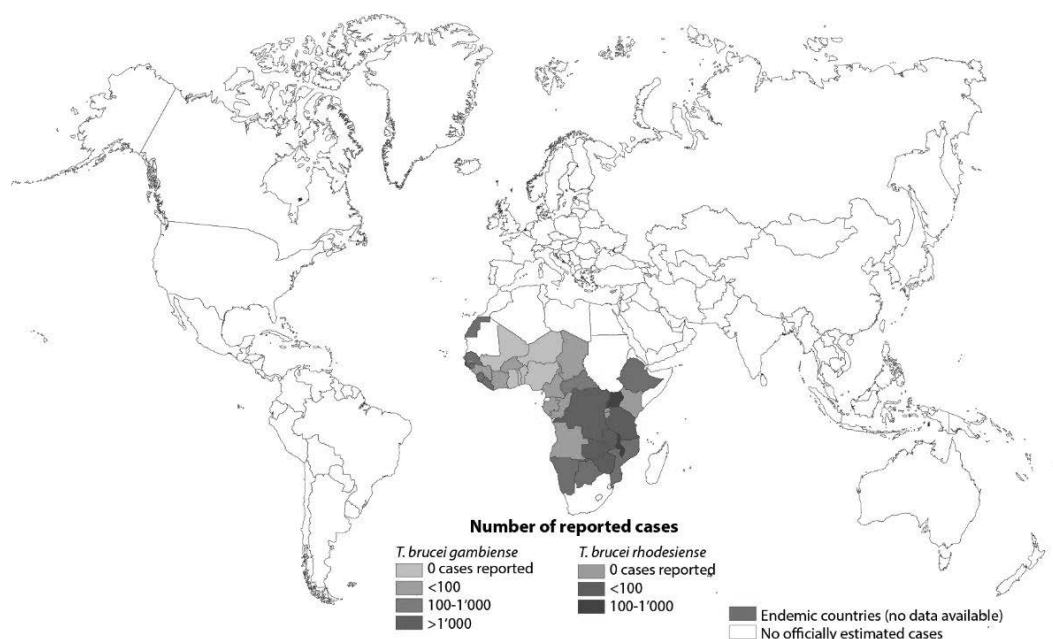 Number of reported cases
T. brucei gambiense
0 cases reported
<100
100-1'000
>1'000
T. brucei rhodesiense
0 cases reported
<100
100-1'000
Endemic countries (no data available)
No officially estimated cases